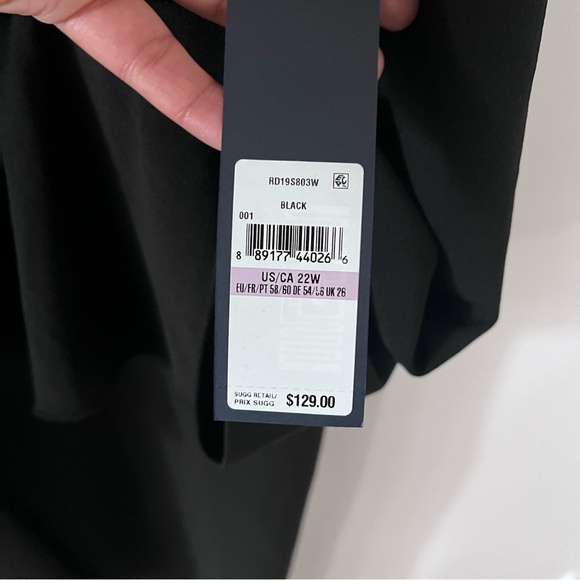 RD19S803W
BLACK
001
8 89177 44026 6
US/CA 22W
EU/FR/PT 58/60 DE 54/56 UK 26
SUGG RETAIL/
PRIX SUGG $129.00